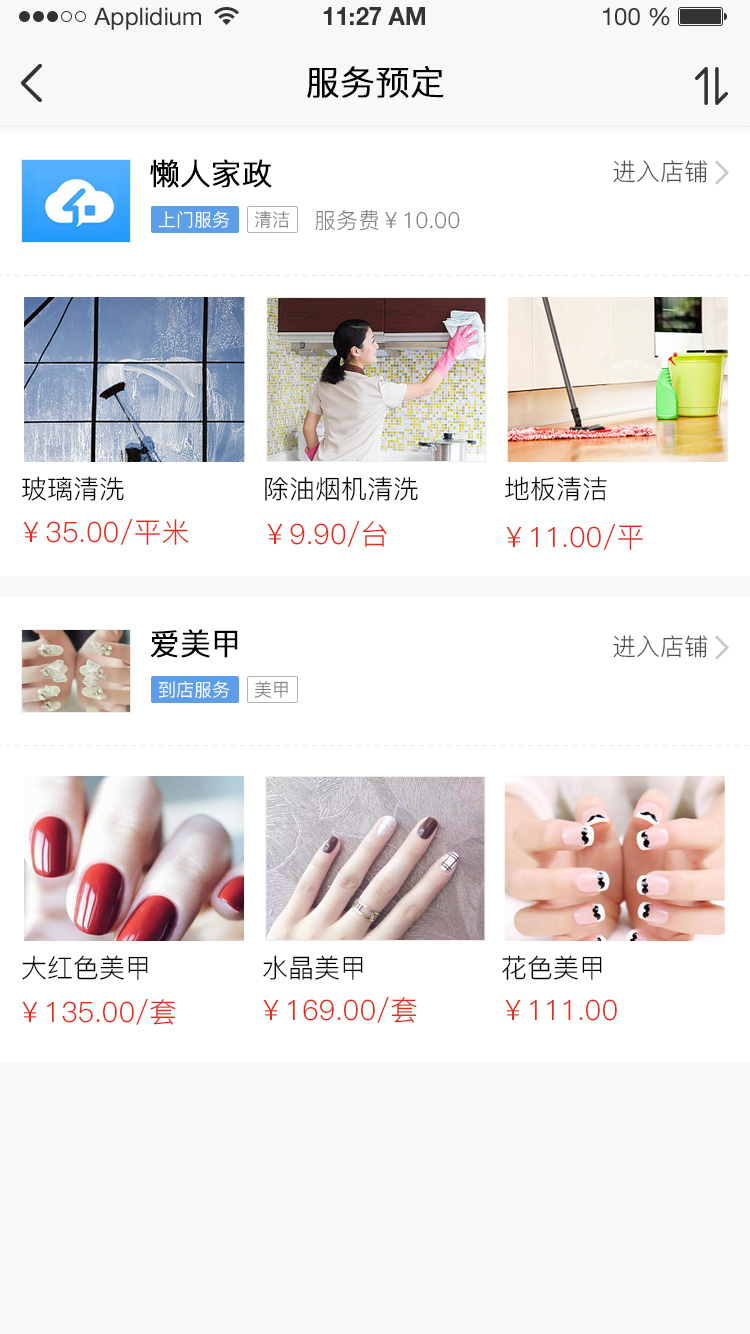 Applidium 11:27 AM 100 %
服务预定
懒人家政 进入店铺
上门服务 清洁 服务费￥10.00
玻璃清洗 除油烟机清洗 地板清洁
￥35.00/平米 ￥9.90/台 ￥11.00/平
爱美甲 进入店铺
到店服务 美甲
大红色美甲 水晶美甲 花色美甲
￥135.00/套 ￥169.00/套 ￥111.00